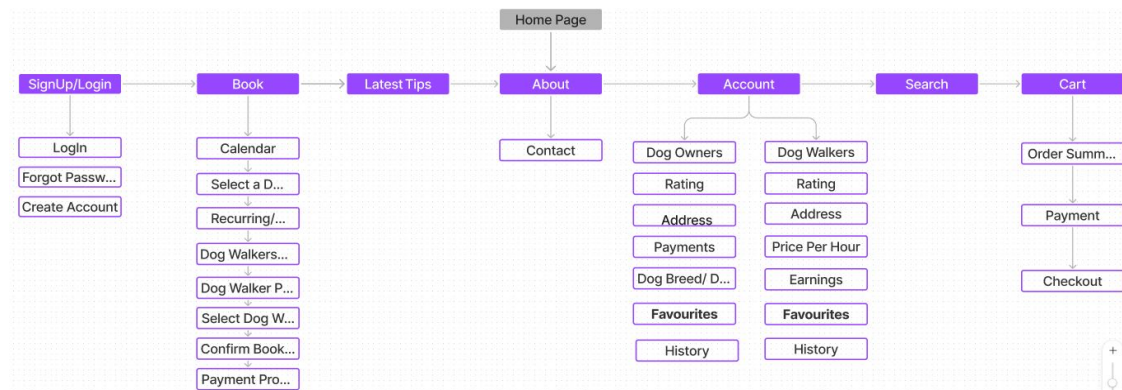 Home Page
SignUp/Login
Book
Latest Tips
About
Account
Search
Cart
LogIn
Forgot Passw...
Create Account
Calendar
Select a D...
Recurring/...
Dog Walkers...
Dog Walker P...
Select Dog W...
Confirm Book...
Payment Pro...
Contact
Dog Owners
Rating
Address
Payments
Dog Breed/ D...
Favourites
History
Dog Walkers
Rating
Address
Price Per Hour
Earnings
Favourites
History
Order Summ...
Payment
Checkout